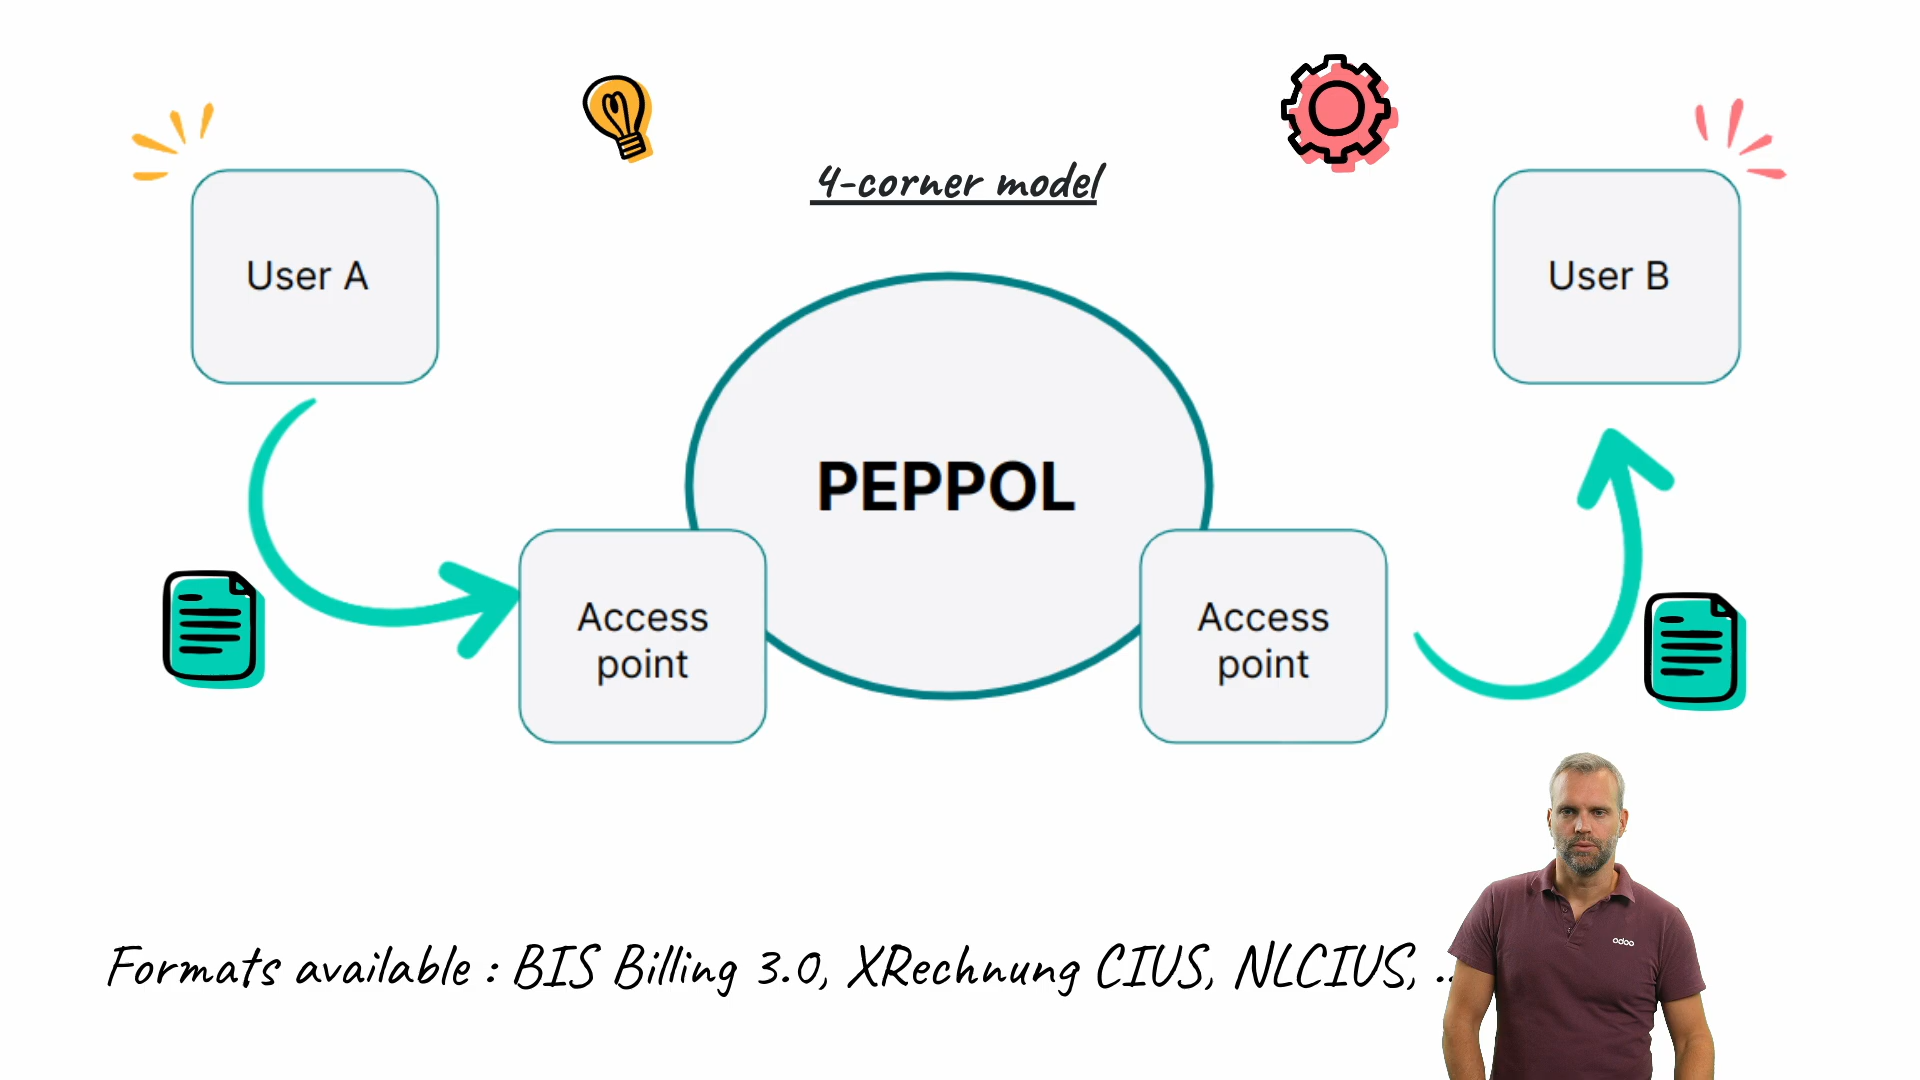 4-corner model
User A
User B
PEPPOL
Access
point
Access
point
odoo
Formats available : BIS Billing 3.0, XRechnung CIUS, NLCIUS, ..